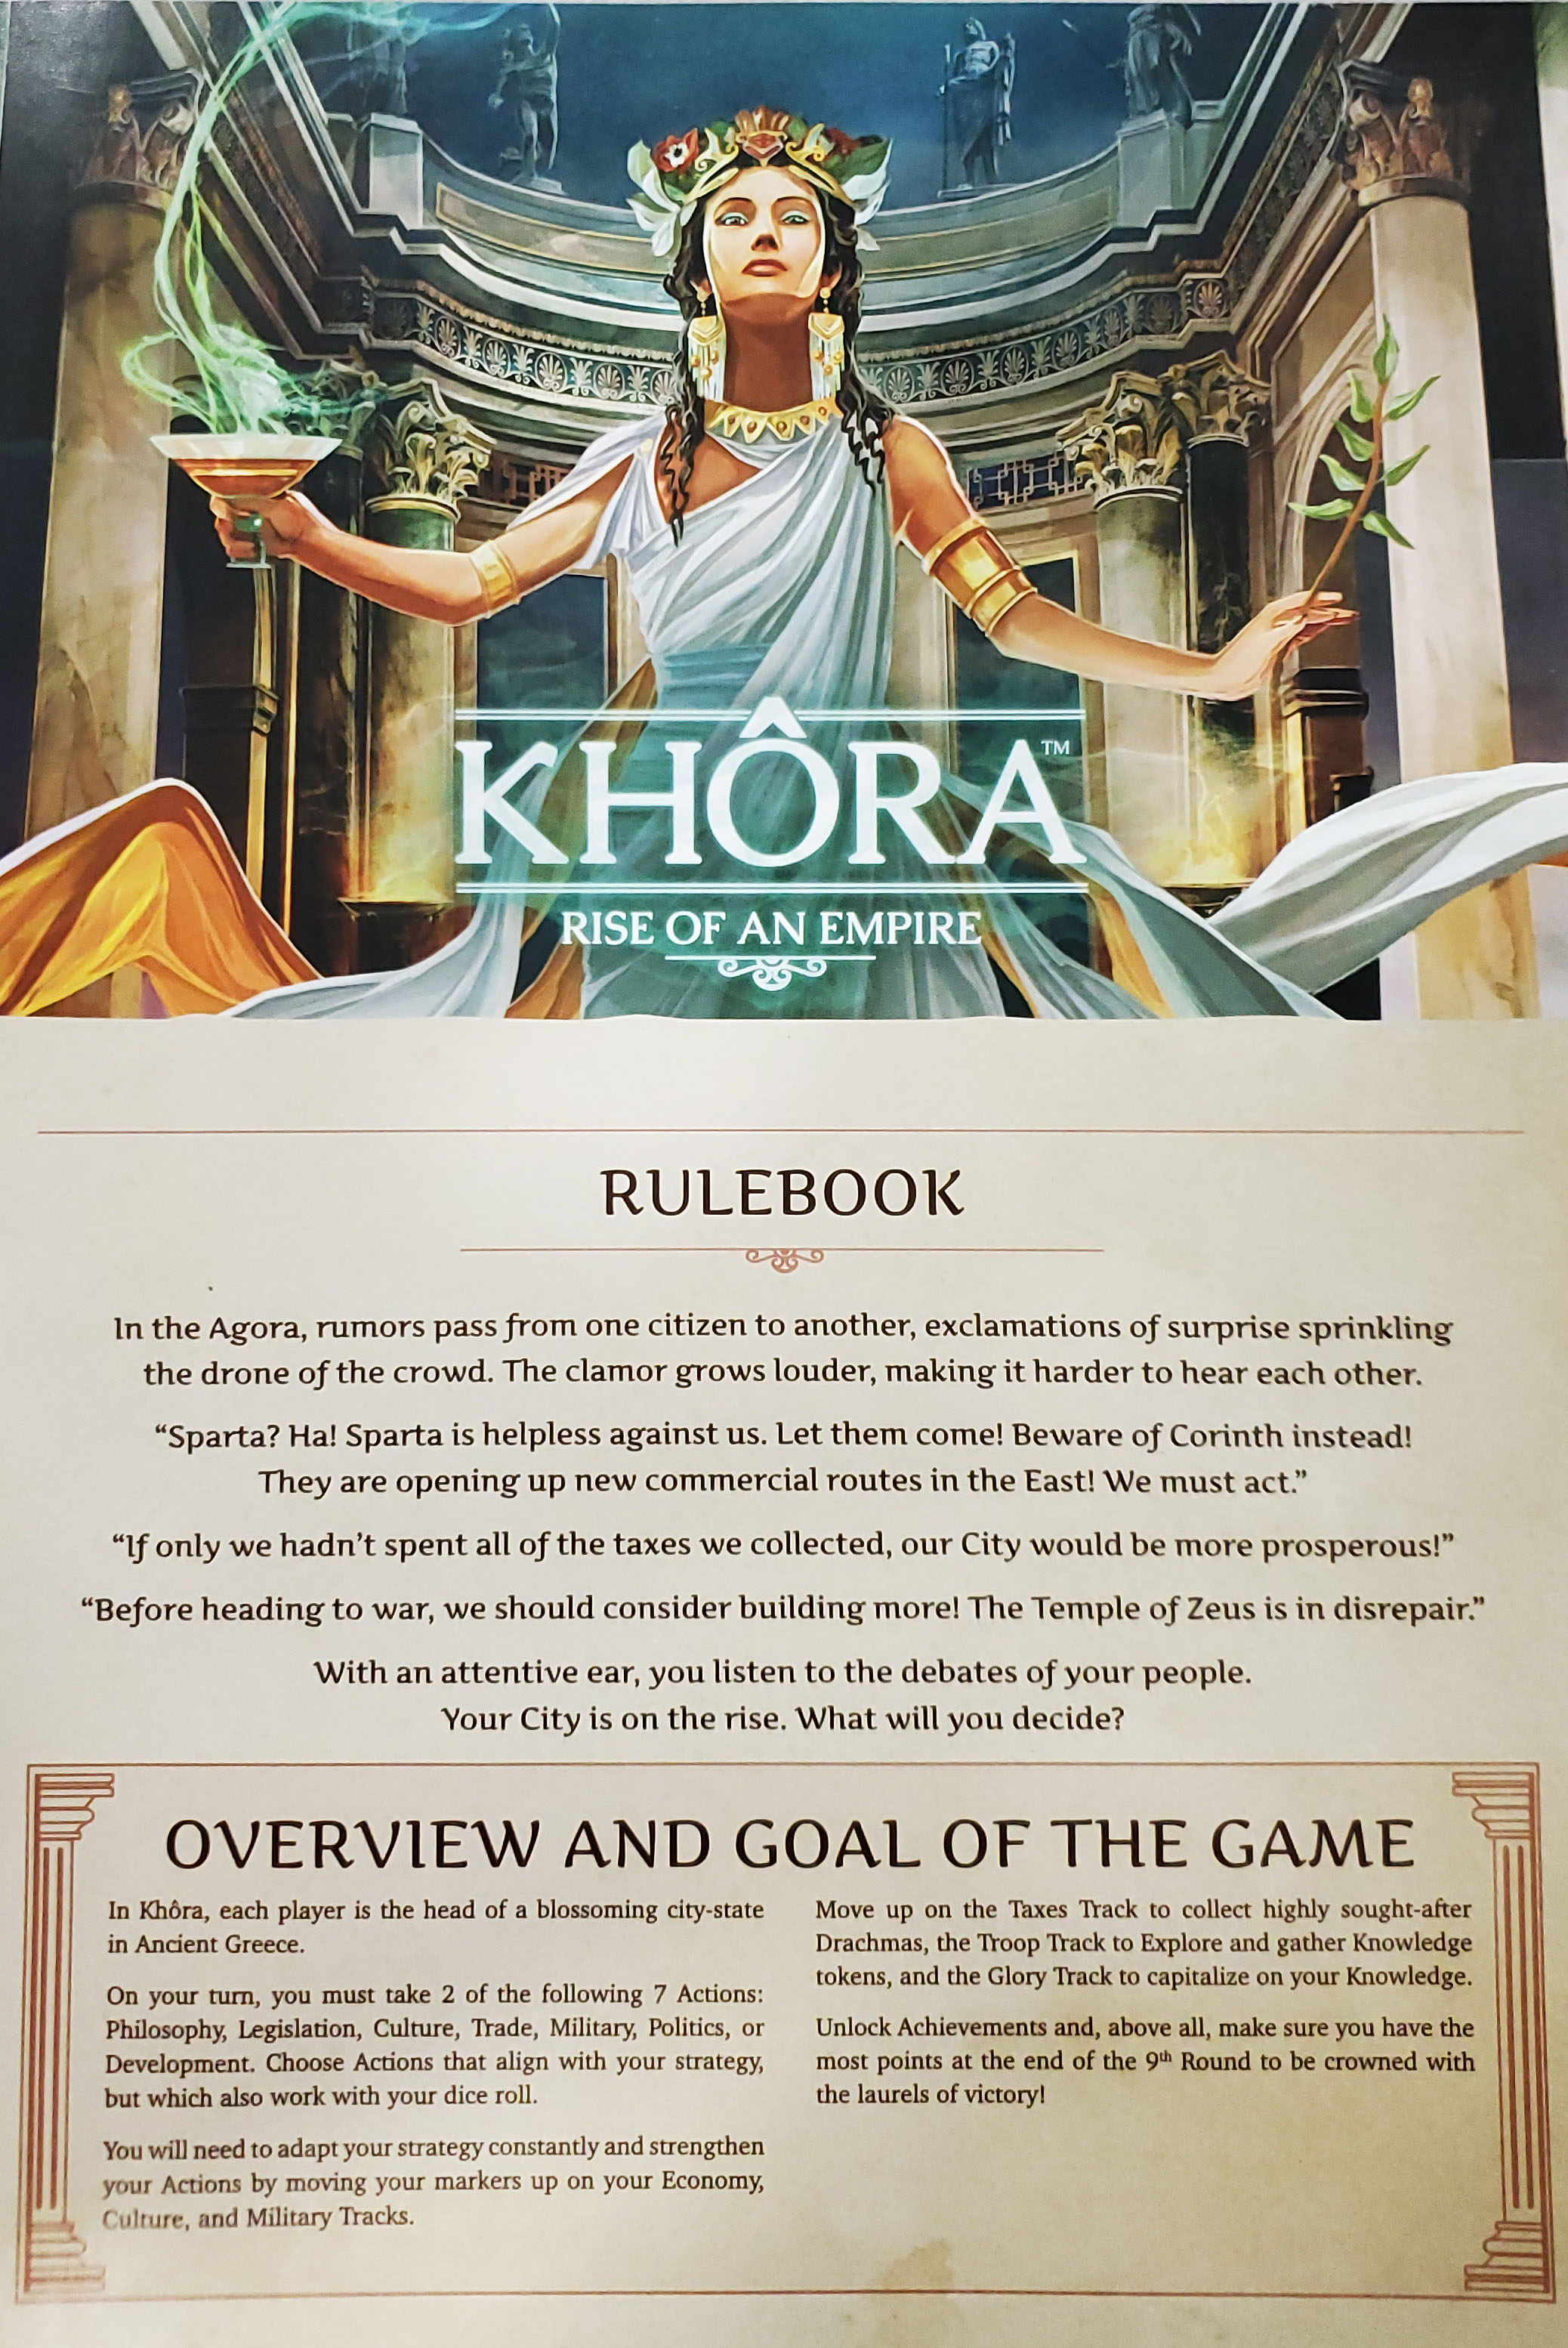 KHÔRA™
RISE OF AN EMPIRE
RULEBOOK
In the Agora, rumors pass from one citizen to another, exclamations of surprise sprinkling
the drone of the crowd. The clamor grows louder, making it harder to hear each other.
“Sparta? Ha! Sparta is helpless against us. Let them come! Beware of Corinth instead!
They are opening up new commercial routes in the East! We must act.”
“If only we hadn’t spent all of the taxes we collected, our City would be more prosperous!”
“Before heading to war, we should consider building more! The Temple of Zeus is in disrepair.”
With an attentive ear, you listen to the debates of your people.
Your City is on the rise. What will you decide?
OVERVIEW AND GOAL OF THE GAME
In Khôra, each player is the head of a blossoming city-state
in Ancient Greece.
On your turn, you must take 2 of the following 7 Actions:
Philosophy, Legislation, Culture, Trade, Military, Politics, or
Development. Choose Actions that align with your strategy,
but which also work with your dice roll.
You will need to adapt your strategy constantly and strengthen
your Actions by moving your markers up on your Economy,
Culture, and Military Tracks.
Move up on the Taxes Track to collect highly sought-after
Drachmas, the Troop Track to Explore and gather Knowledge
tokens, and the Glory Track to capitalize on your Knowledge.
Unlock Achievements and, above all, make sure you have the
most points at the end of the 9th Round to be crowned with
the laurels of victory!